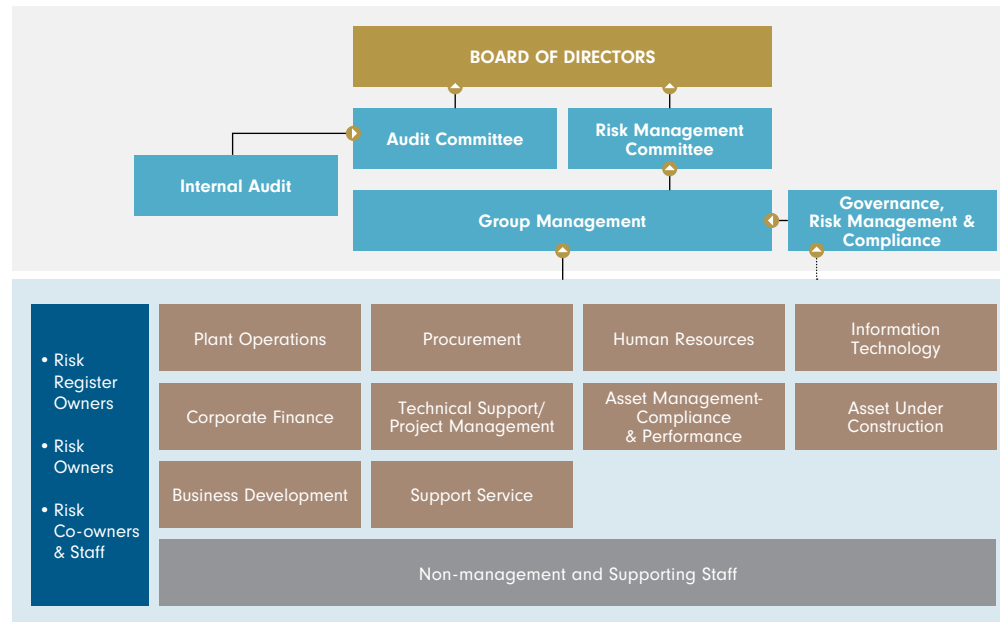 BOARD OF DIRECTORS
Audit Committee
Risk Management
Committee
Internal Audit
Group Management
Governance,
Risk Management &
Compliance
• Risk
Register
Owners
• Risk
Owners
• Risk
Co-owners
& Staff
Plant Operations
Procurement
Human Resources
Information
Technology
Corporate Finance
Technical Support/
Project Management
Asset Management-
Compliance
& Performance
Asset Under
Construction
Business Development
Support Service
Non-management and Supporting Staff